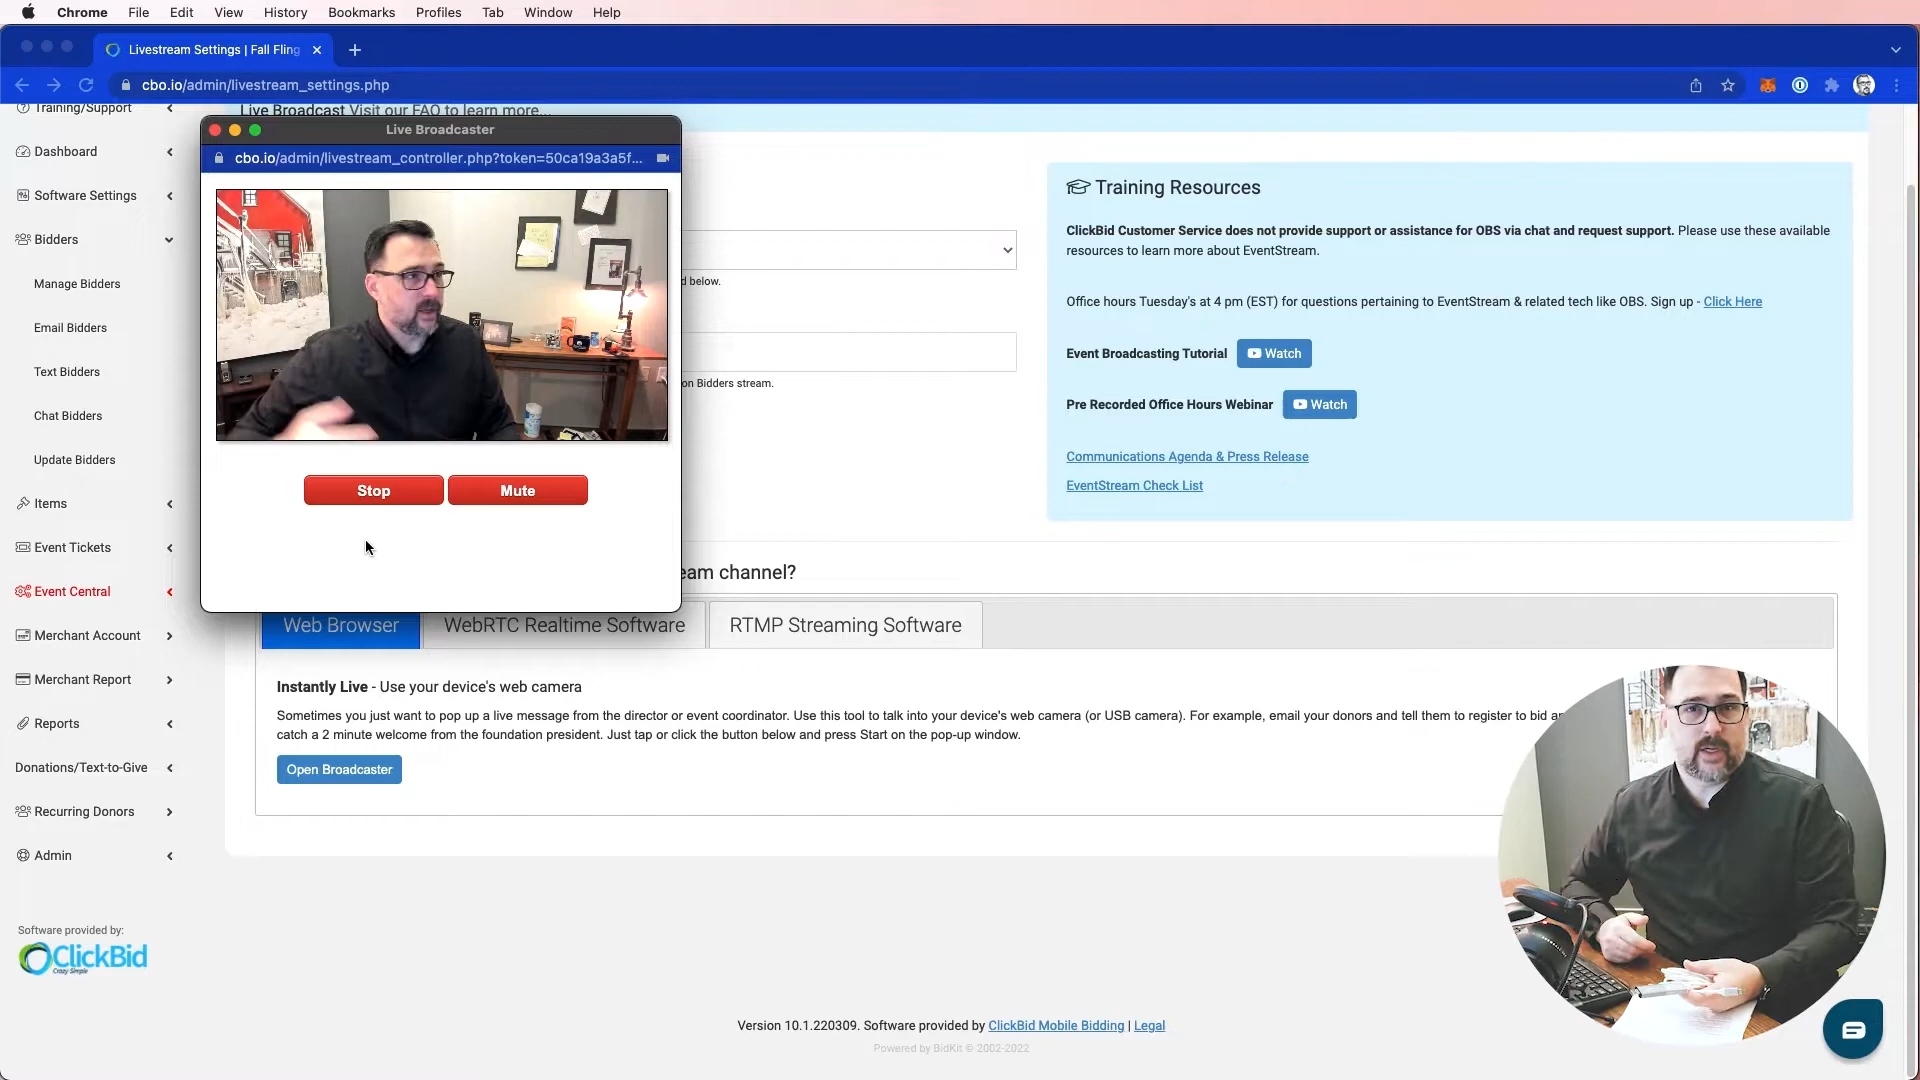 Chrome File Edit View History Bookmarks Profiles Tab Window Help
Livestream Settings | Fall Fling
cbo.io/admin/livestream_settings.php
Training/Support
Dashboard
Software Settings
Bidders
Manage Bidders
Email Bidders
Text Bidders
Chat Bidders
Update Bidders
Items
Event Tickets
Event Central
Merchant Account
Merchant Report
Reports
Donations/Text-to-Give
Recurring Donors
Admin
Software provided by:
ClickBid
Crazy Simple
Live Broadcast Visit our FAQ to learn more...
Live Broadcaster
cbo.io/admin/livestream_controller.php?token=50ca19a3a5f...
Stop Mute
d below.
on Bidders stream.
Training Resources
ClickBid Customer Service does not provide support or assistance for OBS via chat and request support. Please use these available
resources to learn more about EventStream.
Office hours Tuesday's at 4 pm (EST) for questions pertaining to EventStream & related tech like OBS. Sign up - Click Here
Event Broadcasting Tutorial Watch
Pre Recorded Office Hours Webinar Watch
Communications Agenda & Press Release
EventStream Check List
eam channel?
Web Browser WebRTC Realtime Software RTMP Streaming Software
Instantly Live - Use your device's web camera
Sometimes you just want to pop up a live message from the director or event coordinator. Use this tool to talk into your device's web camera (or USB camera). For example, email your donors and tell them to register to bid
catch a 2 minute welcome from the foundation president. Just tap or click the button below and press Start on the pop-up window.
Open Broadcaster
Version 10.1.220309. Software provided by ClickBid Mobile Bidding | Legal
Powered by BidKit © 2002-2022